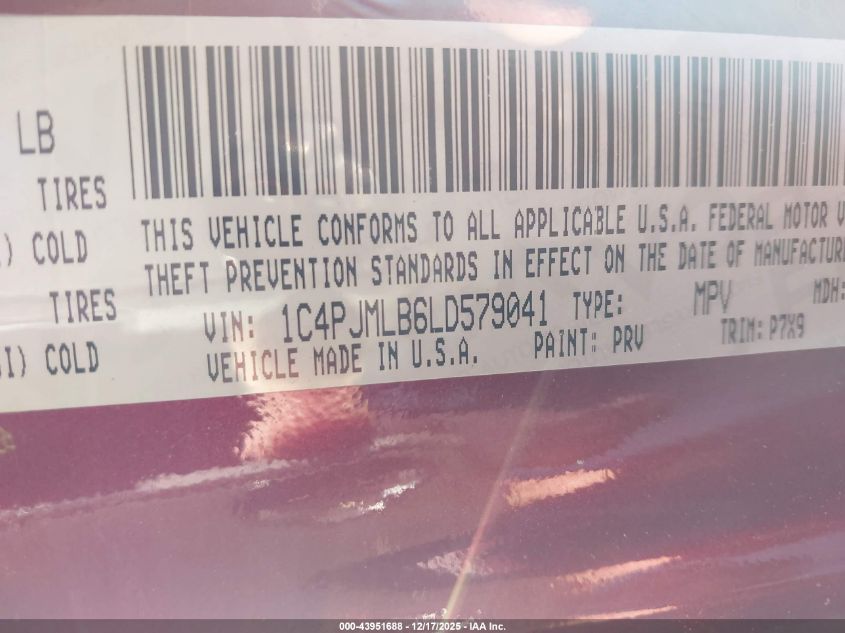 LB
TIRES
COLD
TIRES
COLD
THIS VEHICLE CONFORMS TO ALL APPLICABLE U.S.A. FEDERAL MOTOR V
THEFT PREVENTION STANDARDS IN EFFECT ON THE DATE OF MANUFACTURE
VIN: 1C4PJMLB6LD579041 TYPE: MPV MDH:
VEHICLE MADE IN U.S.A. PAINT: PRV TRIM: P7X9
000-43951688 - 12/17/2025 - IAA Inc.